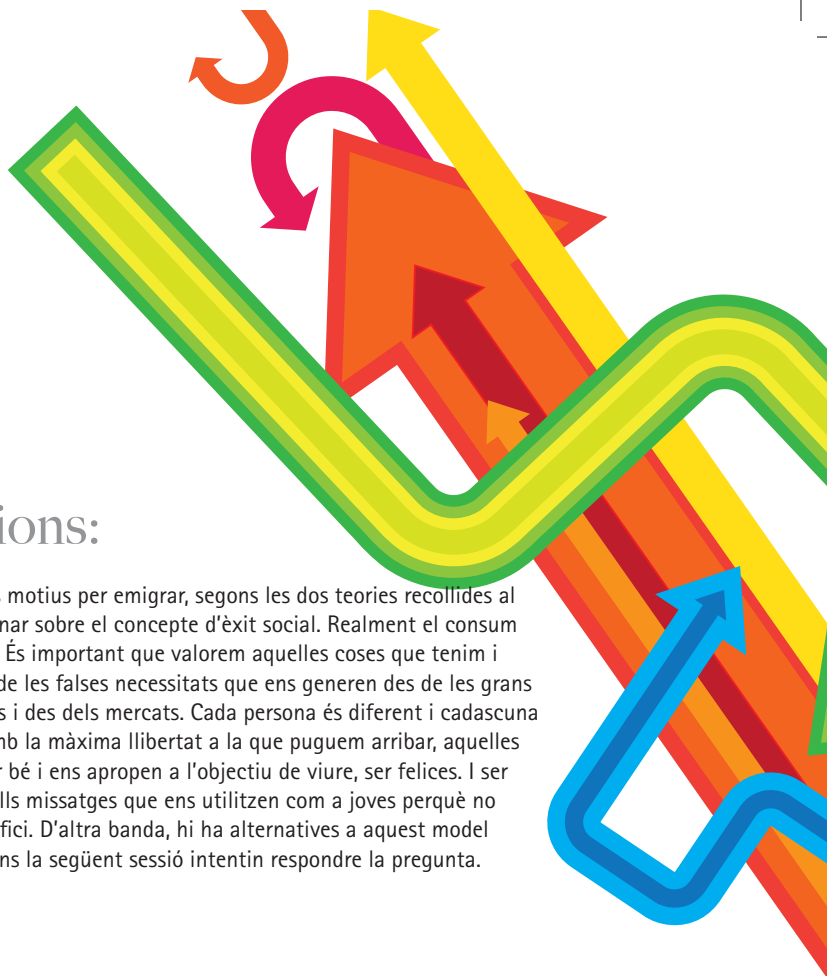 ions:
s motius per emigrar, segons les dos teories recollides al
nar sobre el concepte d'èxit social. Realment el consum
És important que valorem aquelles coses que tenim i
de les falses necessitats que ens generen des de les grans
s i des dels mercats. Cada persona és diferent i cadascuna
mb la màxima llibertat a la que puguem arribar, aquelles
r bé i ens apropen a l'objectiu de viure, ser felices. I ser
lls missatges que ens utilitzen com a joves perquè no
fici. D'altra banda, hi ha alternatives a aquest model
ns la següent sessió intentin respondre la pregunta.